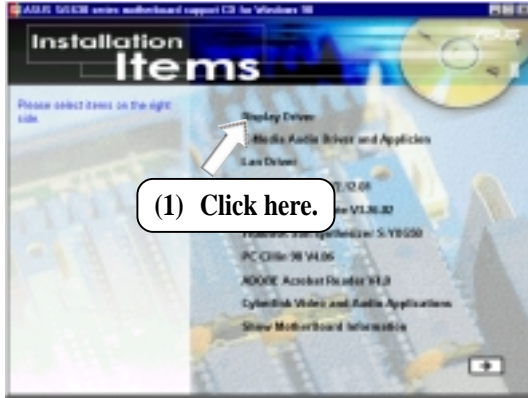 ASUS SiS630 series motherboard support CD for Windows 98
Installation
Items
ASUS
Please select items on the right
side.
Display Driver
Audio Driver and
Lan Driver
(1) Click here.
PC Cillin 98 V4.06
ADOBE Acrobat Reader V4.0
Cyberlink Video and Audio Applications
Show Motherboard Information